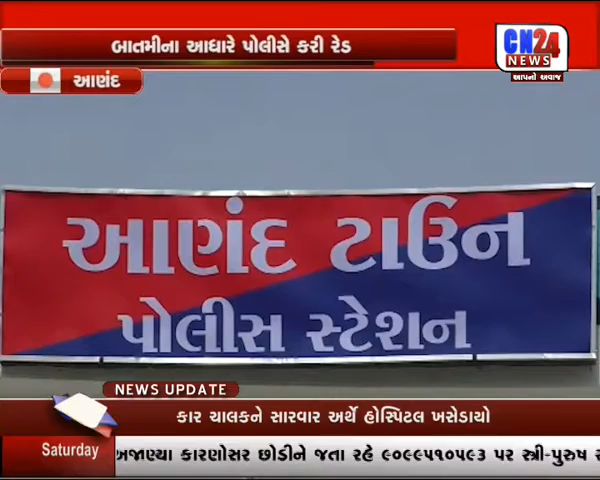 બાતમીના આધારે પોલીસે કરી રેડ
CN24
NEWS
આપનો અવાજ
આણંદ
આણંદ ટાઉન
પોલીસ સ્ટેશન
NEWS UPDATE
કાર ચાલકને સારવાર અર્થે હોસ્પિટલ ખસેડાયો
Saturday
અજાણ્યા કારણોસર છોડીને જતા રહે ૯૦૯૯૫૧૦૫૯૩ પર સ્ત્રી-પુરુષ